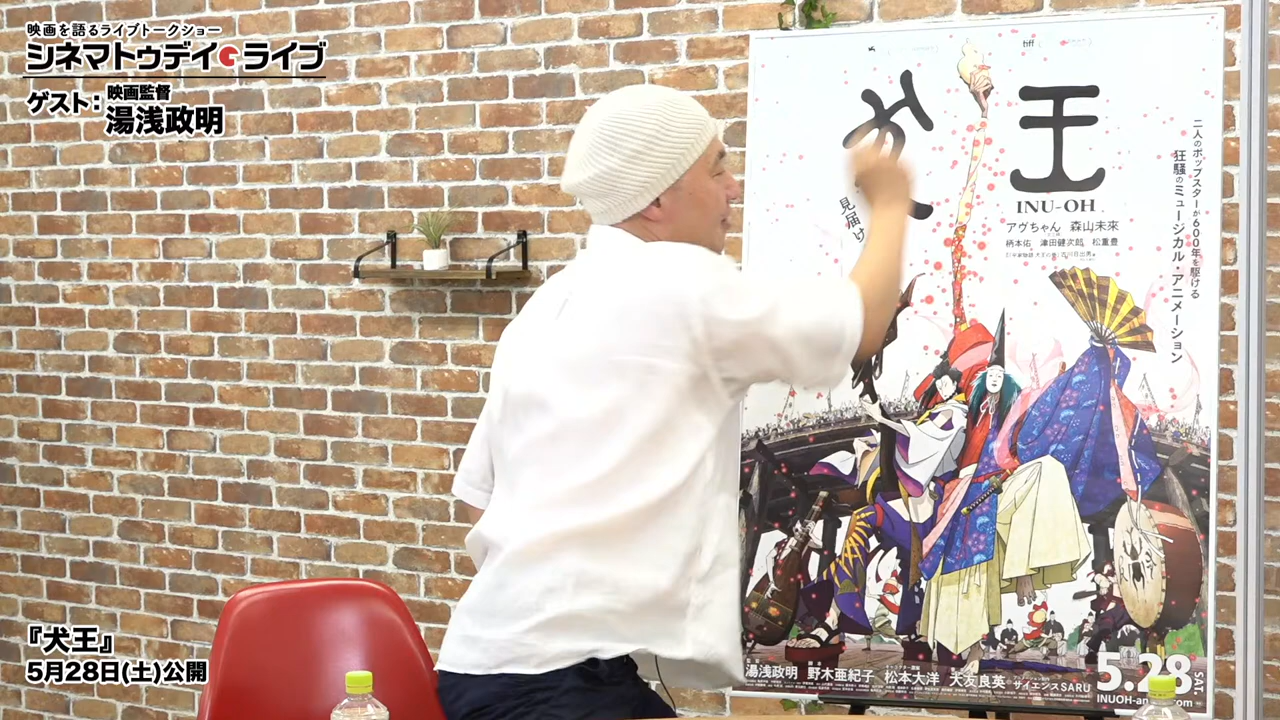 映画を語るライブトークショー
シネマトゥデイ ライブ
ゲスト：映画監督
湯浅政明
『犬王』
5月28日(土)公開
tiff
王
INU-OH
見届け
アヴちゃん 森山未來
柄本佑 津田健次郎 松重豊
二人のポップスターが600年を駆ける
狂騒のミュージカル・アニメーション
湯浅政明 野木亜紀子 松本大洋 大友良英 サイエンスSARU
5.28 SAT.